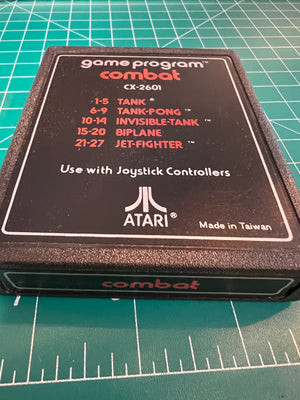 game program™
combat
CX-2601
1-5 TANK®
6-9 TANK-PONG™
10-14 INVISIBLE-TANK™
15-20 BIPLANE
21-27 JET-FIGHTER™
Use with Joystick Controllers
ATARI®
Made in Taiwan
combat